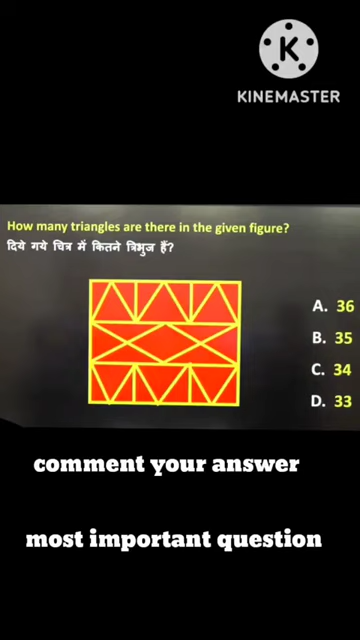 KINEMASTER
How many triangles are there in the given figure?
दिये गये चित्र में कितने त्रिभुज हैं?
A. 36
B. 35
C. 34
D. 33
comment your answer
most important question